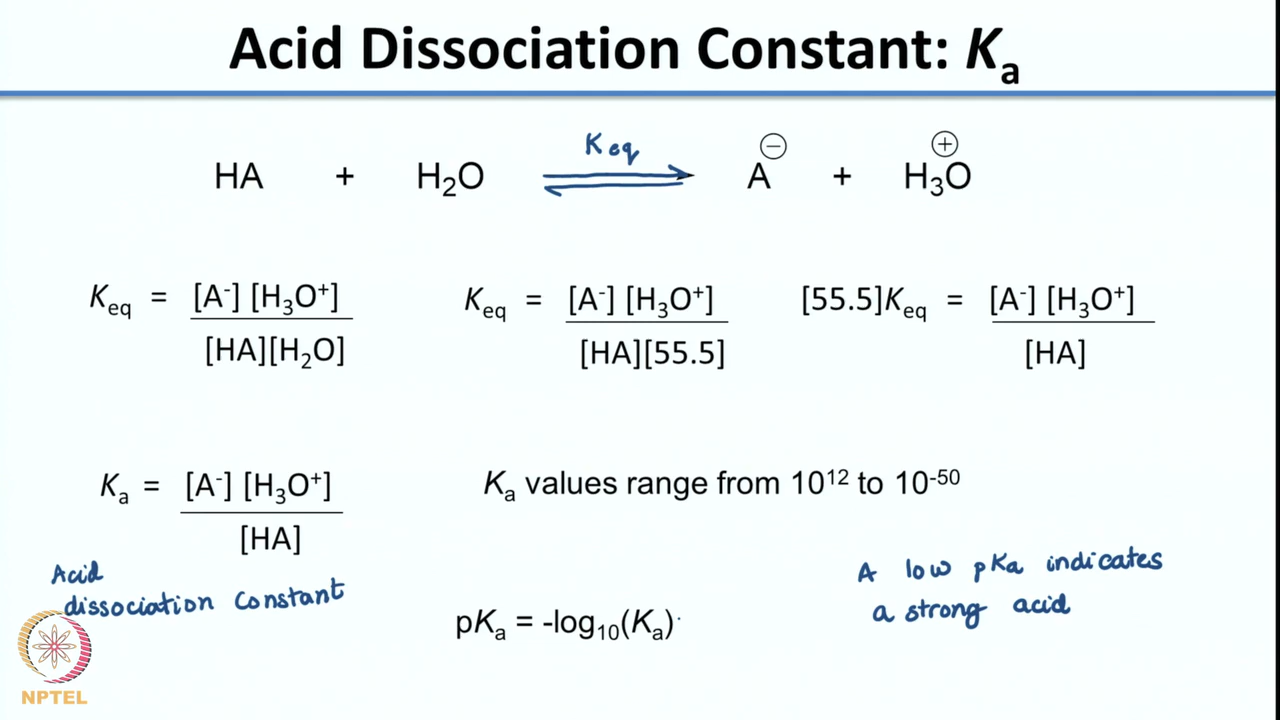 Acid Dissociation Constant: Kₐ
Keq
HA + H₂O ⇌ A⊖ + H₃O⊕
Keq = [A⁻] [H₃O⁺] / [HA][H₂O]
Keq = [A⁻] [H₃O⁺] / [HA][55.5]
[55.5]Keq = [A⁻] [H₃O⁺] / [HA]
Kₐ = [A⁻] [H₃O⁺] / [HA]
Kₐ values range from 10¹² to 10⁻⁵⁰
Acid
dissociation constant
pKₐ = -log₁₀(Kₐ)
A low pKa indicates
a strong acid
NPTEL